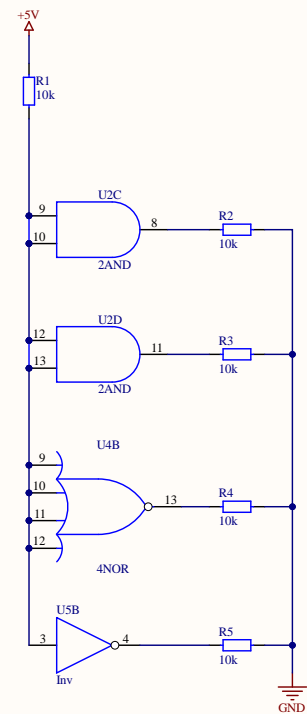 +5V
R1
10k
U2C
9
8
10
2AND
R2
10k
U2D
12
11
13
2AND
R3
10k
U4B
9
10
13
11
12
4NOR
R4
10k
U5B
3
4
Inv
R5
10k
GND